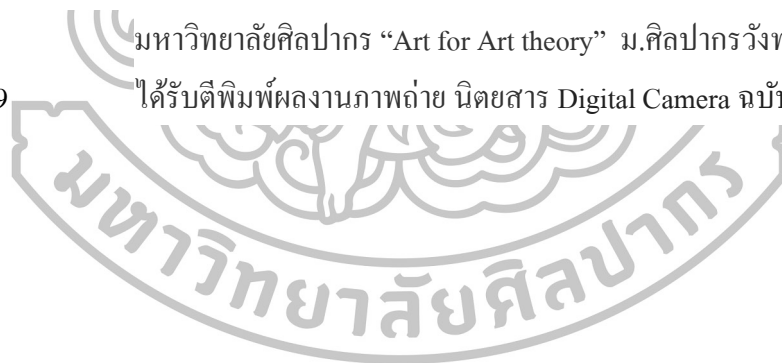 มหาวิทยาลัยศิลปากร “Art for Art theory” ม.ศิลปากรวังท
9 ได้รับตีพิมพ์ผลงานภาพถ่าย นิตยสาร Digital Camera ฉบับ
มหาวิทยาลัยศิลปากร